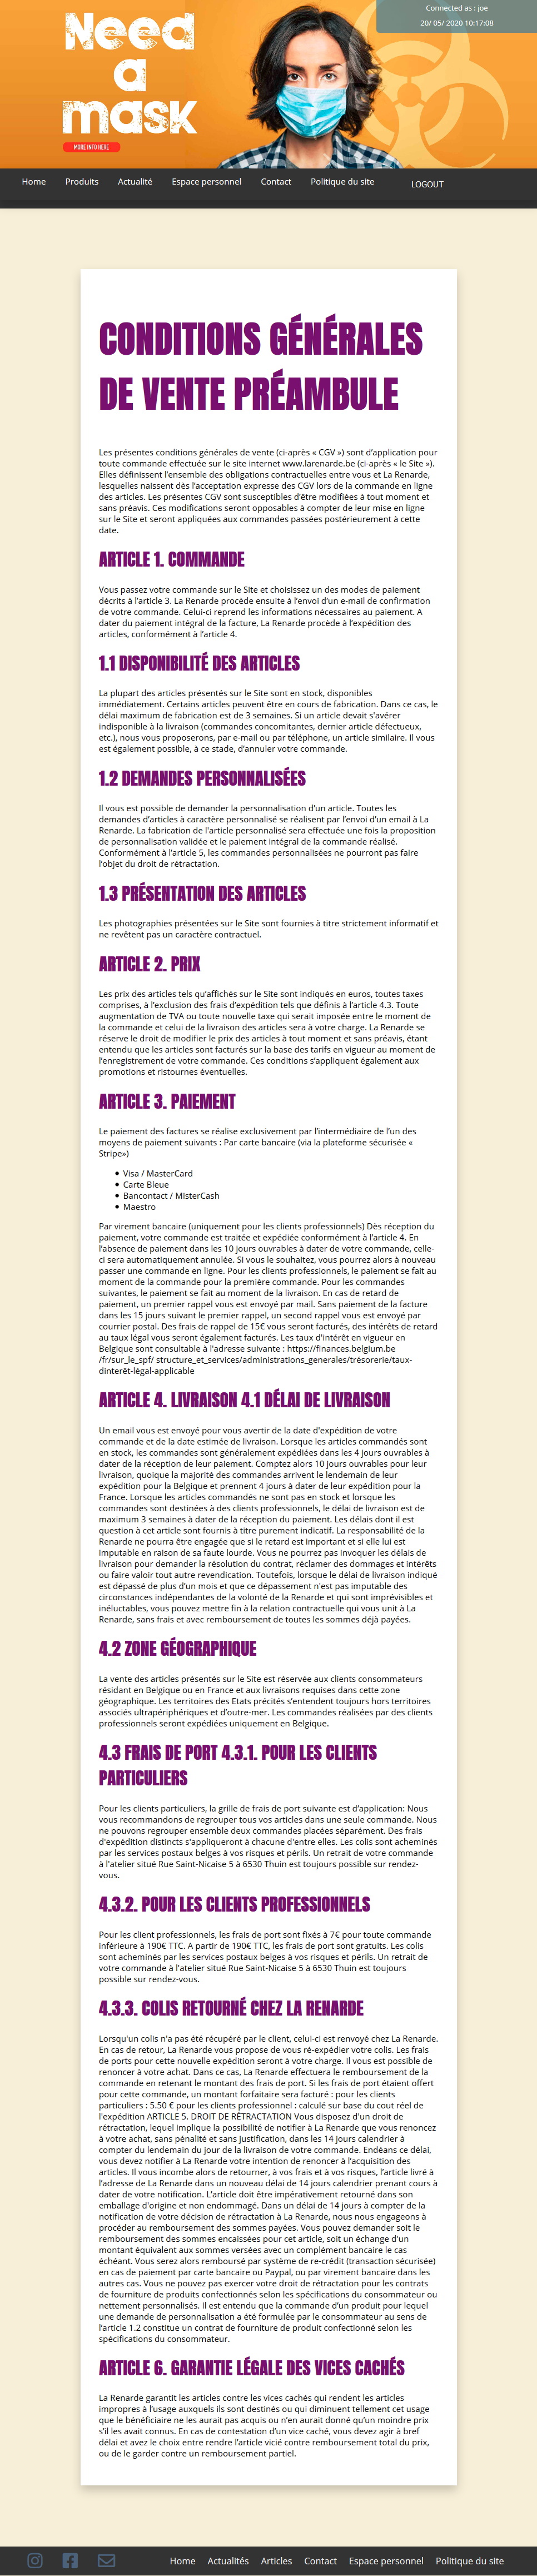 Need
a
mask
MORE INFO HERE
Connected as : joe
20/ 05/ 2020 10:17:08
Home Produits Actualité Espace personnel Contact Politique du site LOGOUT
CONDITIONS GÉNÉRALES
DE VENTE PRÉAMBULE
Les présentes conditions générales de vente (ci-après « CGV ») sont d’application pour
toute commande effectuée sur le site internet www.larenarde.be (ci-après « le Site »).
Elles définissent l’ensemble des obligations contractuelles entre vous et La Renarde,
lesquelles naissent dès l’acceptation expresse des CGV lors de la commande en ligne
des articles. Les présentes CGV sont susceptibles d’être modifiées à tout moment et
sans préavis. Ces modifications seront opposables à compter de leur mise en ligne
sur le Site et seront appliquées aux commandes passées postérieurement à cette
date.
ARTICLE 1. COMMANDE
Vous passez votre commande sur le Site et choisissez un des modes de paiement
décrits à l’article 3. La Renarde procède ensuite à l’envoi d’un e-mail de confirmation
de votre commande. Celui-ci reprend les informations nécessaires au paiement. A
dater du paiement intégral de la facture, La Renarde procède à l’expédition des
articles, conformément à l’article 4.
1.1 DISPONIBILITÉ DES ARTICLES
La plupart des articles présentés sur le Site sont en stock, disponibles
immédiatement. Certains articles peuvent être en cours de fabrication. Dans ce cas, le
délai maximum de fabrication est de 3 semaines. Si un article devait s'avérer
indisponible à la livraison (commandes concomitantes, dernier article défectueux,
etc.), nous vous proposerons, par e-mail ou par téléphone, un article similaire. Il vous
est également possible, à ce stade, d’annuler votre commande.
1.2 DEMANDES PERSONNALISÉES
Il vous est possible de demander la personnalisation d’un article. Toutes les
demandes d’articles à caractère personnalisé se réalisent par l’envoi d’un email à La
Renarde. La fabrication de l'article personnalisé sera effectuée une fois la proposition
de personnalisation validée et le paiement intégral de la commande réalisé.
Conformément à l’article 5, les commandes personnalisées ne pourront pas faire
l’objet du droit de rétractation.
1.3 PRÉSENTATION DES ARTICLES
Les photographies présentées sur le Site sont fournies à titre strictement informatif et
ne revêtent pas un caractère contractuel.
ARTICLE 2. PRIX
Les prix des articles tels qu’affichés sur le Site sont indiqués en euros, toutes taxes
comprises, à l’exclusion des frais d’expédition tels que définis à l’article 4.3. Toute
augmentation de TVA ou toute nouvelle taxe qui serait imposée entre le moment de
la commande et celui de la livraison des articles sera à votre charge. La Renarde se
réserve le droit de modifier le prix des articles à tout moment et sans préavis, étant
entendu que les articles sont facturés sur la base des tarifs en vigueur au moment de
l’enregistrement de votre commande. Ces conditions s’appliquent également aux
promotions et ristournes éventuelles.
ARTICLE 3. PAIEMENT
Le paiement des factures se réalise exclusivement par l’intermédiaire de l’un des
moyens de paiement suivants : Par carte bancaire (via la plateforme sécurisée «
Stripe»)
• Visa / MasterCard
• Carte Bleue
• Bancontact / MisterCash
• Maestro
Par virement bancaire (uniquement pour les clients professionnels) Dès réception du
paiement, votre commande est traitée et expédiée conformément à l’article 4. En
l’absence de paiement dans les 10 jours ouvrables à dater de votre commande, celle-
ci sera automatiquement annulée. Si vous le souhaitez, vous pourrez alors à nouveau
passer une commande en ligne. Pour les clients professionnels, le paiement se fait au
moment de la commande pour la première commande. Pour les commandes
suivantes, le paiement se fait au moment de la livraison. En cas de retard de
paiement, un premier rappel vous est envoyé par mail. Sans paiement de la facture
dans les 15 jours suivant le premier rappel, un second rappel vous est envoyé par
courrier postal. Des frais de rappel de 15€ vous seront facturés, des intérêts de retard
au taux légal vous seront également facturés. Les taux d'intérêt en vigueur en
Belgique sont consultable à l'adresse suivante : https://finances.belgium.be
/fr/sur_le_spf/ structure_et_services/administrations_generales/trésorerie/taux-
dinterêt-légal-applicable
ARTICLE 4. LIVRAISON 4.1 DÉLAI DE LIVRAISON
Un email vous est envoyé pour vous avertir de la date d'expédition de votre
commande et de la date estimée de livraison. Lorsque les articles commandés sont
en stock, les commandes sont généralement expédiées dans les 4 jours ouvrables à
dater de la réception de leur paiement. Comptez alors 10 jours ouvrables pour leur
livraison, quoique la majorité des commandes arrivent le lendemain de leur
expédition pour la Belgique et prennent 4 jours à dater de leur expédition pour la
France. Lorsque les articles commandés ne sont pas en stock et lorsque les
commandes sont destinées à des clients professionnels, le délai de livraison est de
maximum 3 semaines à dater de la réception du paiement. Les délais dont il est
question à cet article sont fournis à titre purement indicatif. La responsabilité de la
Renarde ne pourra être engagée que si le retard est important et si elle lui est
imputable en raison de sa faute lourde. Vous ne pourrez pas invoquer les délais de
livraison pour demander la résolution du contrat, réclamer des dommages et intérêts
ou faire valoir tout autre revendication. Toutefois, lorsque le délai de livraison indiqué
est dépassé de plus d’un mois et que ce dépassement n'est pas imputable des
circonstances indépendantes de la volonté de la Renarde et qui sont imprévisibles et
inéluctables, vous pouvez mettre fin à la relation contractuelle qui vous unit à La
Renarde, sans frais et avec remboursement de toutes les sommes déjà payées.
4.2 ZONE GÉOGRAPHIQUE
La vente des articles présentés sur le Site est réservée aux clients consommateurs
résidant en Belgique ou en France et aux livraisons requises dans cette zone
géographique. Les territoires des Etats précités s’entendent toujours hors territoires
associés ultrapériphériques et d’outre-mer. Les commandes réalisées par des clients
professionnels seront expédiées uniquement en Belgique.
4.3 FRAIS DE PORT 4.3.1. POUR LES CLIENTS
PARTICULIERS
Pour les clients particuliers, la grille de frais de port suivante est d’application: Nous
vous recommandons de regrouper tous vos articles dans une seule commande. Nous
ne pouvons regrouper ensemble deux commandes placées séparément. Des frais
d'expédition distincts s'appliqueront à chacune d'entre elles. Les colis sont acheminés
par les services postaux belges à vos risques et périls. Un retrait de votre commande
à l'atelier situé Rue Saint-Nicaise 5 à 6530 Thuin est toujours possible sur rendez-
vous.
4.3.2. POUR LES CLIENTS PROFESSIONNELS
Pour les client professionnels, les frais de port sont fixés à 7€ pour toute commande
inférieure à 190€ TTC. A partir de 190€ TTC, les frais de port sont gratuits. Les colis
sont acheminés par les services postaux belges à vos risques et périls. Un retrait de
votre commande à l'atelier situé Rue Saint-Nicaise 5 à 6530 Thuin est toujours
possible sur rendez-vous.
4.3.3. COLIS RETOURNÉ CHEZ LA RENARDE
Lorsqu'un colis n'a pas été récupéré par le client, celui-ci est renvoyé chez La Renarde.
En cas de retour, La Renarde vous propose de vous ré-expédier votre colis. Les frais
de ports pour cette nouvelle expédition seront à votre charge. Il vous est possible de
renoncer à votre achat. Dans ce cas, La Renarde effectuera le remboursement de la
commande en retenant le montant des frais de port. Si les frais de port étaient offert
pour cette commande, un montant forfaitaire sera facturé : pour les clients
particuliers : 5.50 € pour les clients professionnel : calculé sur base du cout réel de
l'expédition ARTICLE 5. DROIT DE RÉTRACTATION Vous disposez d'un droit de
rétractation, lequel implique la possibilité de notifier à La Renarde que vous renoncez
à votre achat, sans pénalité et sans justification, dans les 14 jours calendrier à
compter du lendemain du jour de la livraison de votre commande. Endéans ce délai,
vous devez notifier à La Renarde votre intention de renoncer à l’acquisition des
articles. Il vous incombe alors de retourner, à vos frais et à vos risques, l’article livré à
l’adresse de La Renarde dans un nouveau délai de 14 jours calendrier prenant cours à
dater de votre notification. L’article doit être impérativement retourné dans son
emballage d'origine et non endommagé. Dans un délai de 14 jours à compter de la
notification de votre décision de rétractation à La Renarde, nous nous engageons à
procéder au remboursement des sommes payées. Vous pouvez demander soit le
remboursement des sommes encaissées pour cet article, soit un échange d'un
montant équivalent aux sommes versées avec un complément bancaire le cas
échéant. Vous serez alors remboursé par système de re-crédit (transaction sécurisée)
en cas de paiement par carte bancaire ou Paypal, ou par virement bancaire dans les
autres cas. Vous ne pouvez pas exercer votre droit de rétractation pour les contrats
de fourniture de produits confectionnés selon les spécifications du consommateur ou
nettement personnalisés. Il est entendu que la commande d’un produit pour lequel
une demande de personnalisation a été formulée par le consommateur au sens de
l’article 1.2 constitue un contrat de fourniture de produit confectionné selon les
spécifications du consommateur.
ARTICLE 6. GARANTIE LÉGALE DES VICES CACHÉS
La Renarde garantit les articles contre les vices cachés qui rendent les articles
impropres à l’usage auxquels ils sont destinés ou qui diminuent tellement cet usage
que le bénéficiaire ne les aurait pas acquis ou n’en aurait donné qu’un moindre prix
s’il les avait connus. En cas de contestation d’un vice caché, vous devez agir à bref
délai et avez le choix entre rendre l’article vicié contre remboursement total du prix,
ou de le garder contre un remboursement partiel.
Home Actualités Articles Contact Espace personnel Politique du site